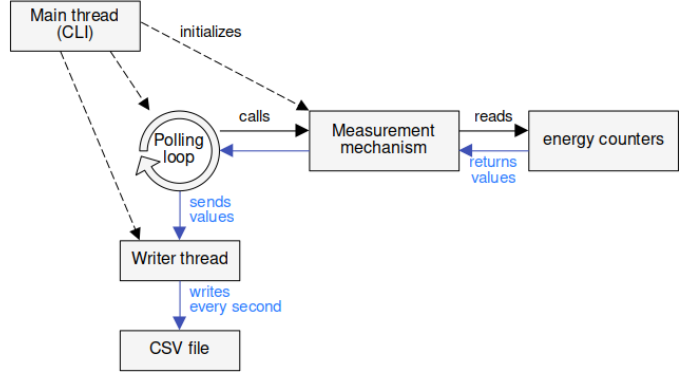 Main thread
(CLI)
initializes
calls
reads
Polling
loop
Measurement
mechanism
energy counters
returns
values
sends
values
Writer thread
writes
every second
CSV file